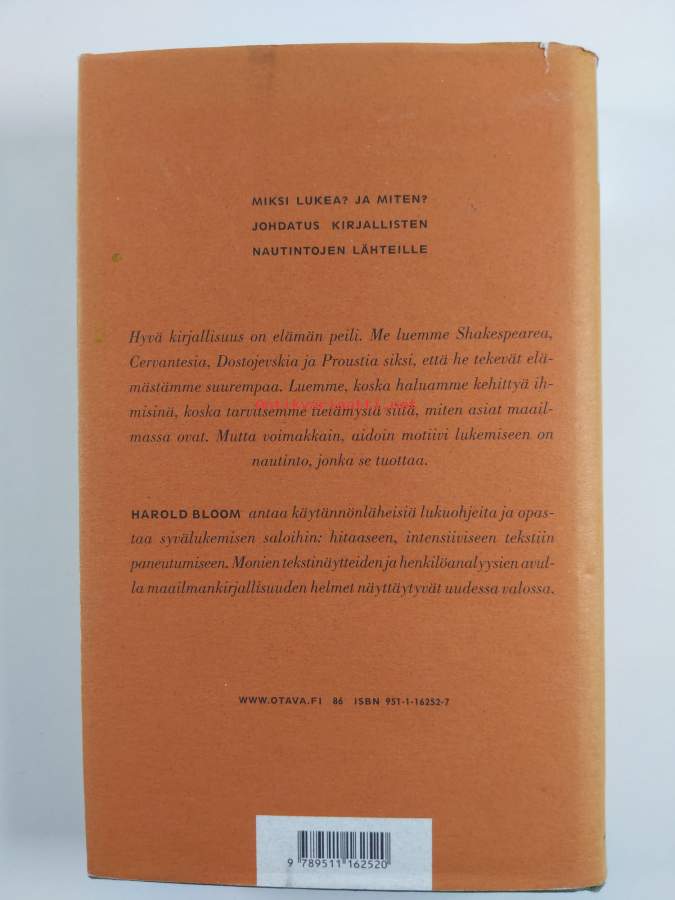 MIKSI LUKEA? JA MITEN?
JOHDATUS KIRJALLISTEN
NAUTINTOJEN LÄHTEILLE
Hyvä kirjallisuus on elämän peili. Me luemme Shakespearea,
Cervantesia, Dostojevskia ja Proustia siksi, että he tekevät elä-
mästämme suurempaa. Luemme, koska haluamme kehittyä ih-
misinä, koska tarvitsemme tietämystä siitä, miten asiat maail-
massa ovat. Mutta voimakkain, aidoin motiivi lukemiseen on
nautinto, jonka se tuottaa.
HAROLD BLOOM antaa käytännönläheisiä lukuohjeita ja opas-
taa syvälukemisen saloihin: hitaaseen, intensiiviseen tekstiin
paneutumiseen. Monien tekstinäytteiden ja henkilöanalyysien avul-
la maailmankirjallisuuden helmet näyttäytyvät uudessa valossa.
WWW.OTAVA.FI 86 ISBN 951-1-16252-7
9 789511 162520